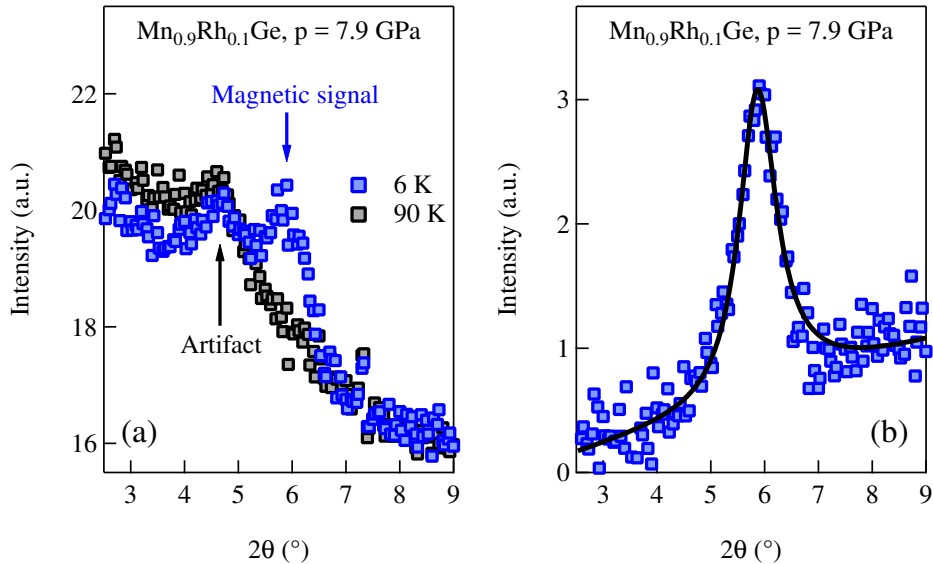 Mn0.9Rh0.1Ge, p = 7.9 GPa
Magnetic signal
6 K
90 K
Artifact
(a)
Intensity (a.u.)
22
20
18
16
3
4
5
6
7
8
9
2θ (°)
Mn0.9Rh0.1Ge, p = 7.9 GPa
(b)
Intensity (a.u.)
3
2
1
0
3
4
5
6
7
8
9
2θ (°)